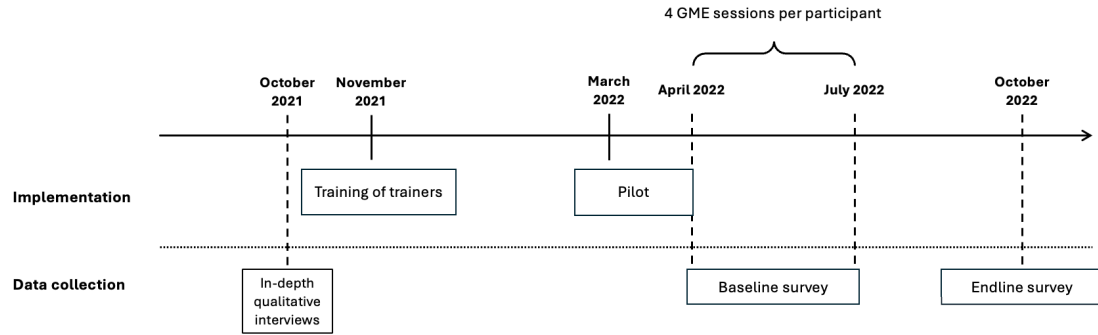 4 GME sessions per participant
October
2021
November
2021
March
2022
April 2022
July 2022
October
2022
Implementation
Training of trainers
Pilot
Data collection
In-depth
qualitative
interviews
Baseline survey
Endline survey